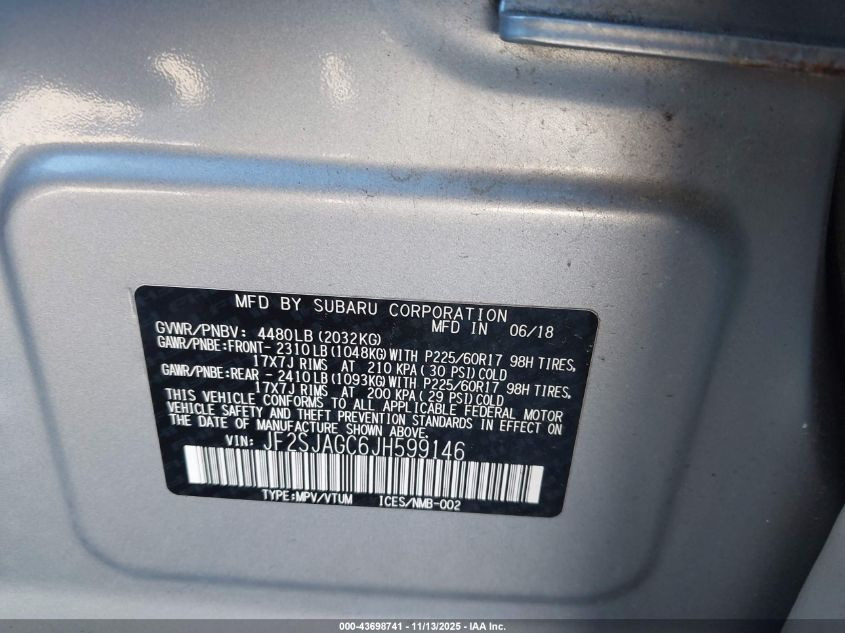 MFD BY SUBARU CORPORATION
MFD IN 06/18
GVWR/PNBV: 4480LB(2032KG)
GAWR/PNBE:FRONT- 2310LB(1048KG)WITH P225/60R17 98H TIRES,
17X7J RIMS AT 210 KPA(30 PSI)COLD
GAWR/PNBE:REAR - 2410LB(1093KG)WITH P225/60R17 98H TIRES,
17X7J RIMS AT 200 KPA(29 PSI)COLD
THIS VEHICLE CONFORMS TO ALL APPLICABLE FEDERAL MOTOR
VEHICLE SAFETY AND THEFT PREVENTION STANDARDS IN EFFECT ON
THE DATE OF MANUFACTURE SHOWN ABOVE.
VIN: JF2SJAGC6JH599146
TYPE:MPV/VTUM ICES/NMB-002
000-43698741 - 11/13/2025 - IAA Inc.